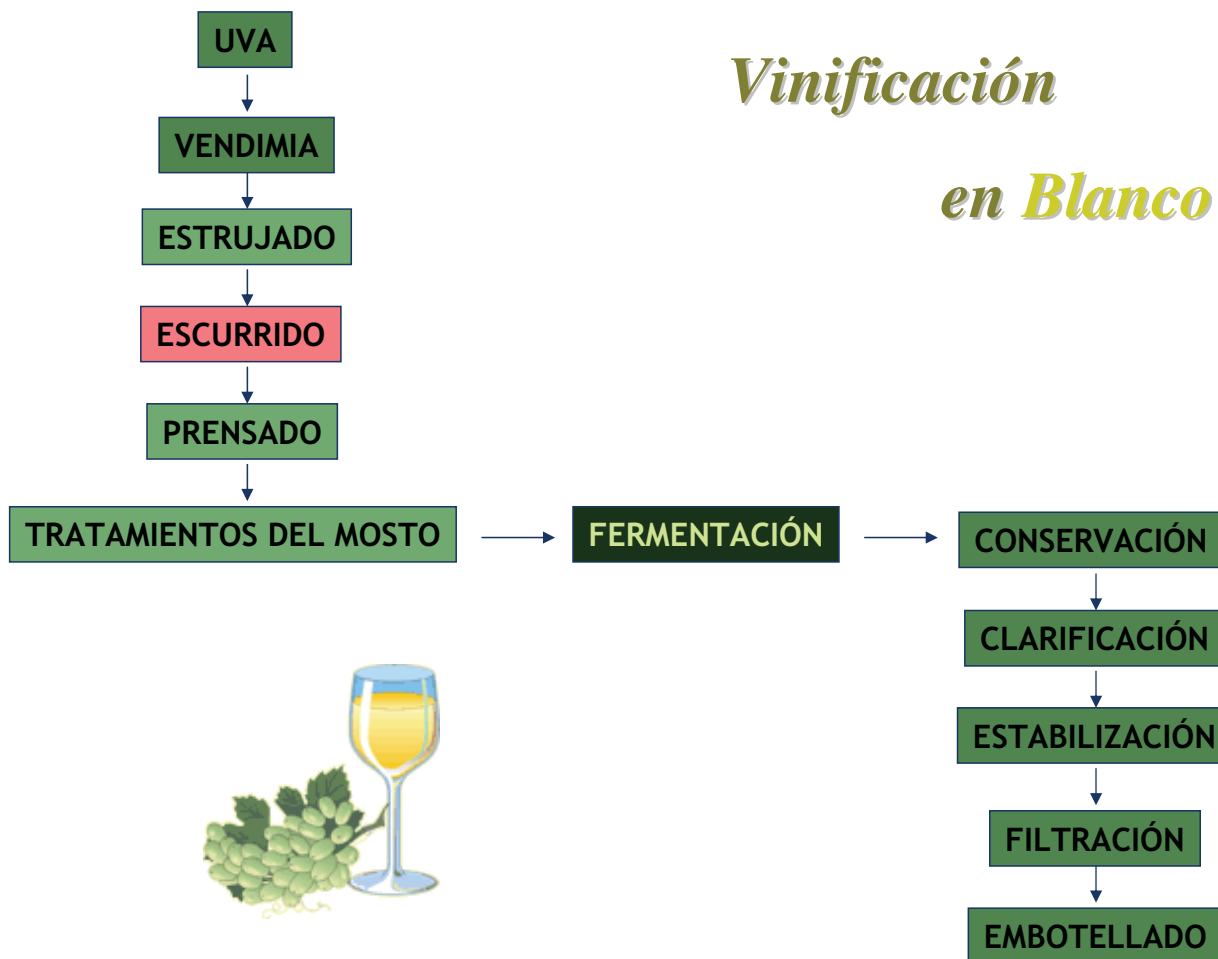 Vinificación
en Blanco
UVA
VENDIMIA
ESTRUJADO
ESCURRIDO
PRENSADO
TRATAMIENTOS DEL MOSTO
FERMENTACIÓN
CONSERVACIÓN
CLARIFICACIÓN
ESTABILIZACIÓN
FILTRACIÓN
EMBOTELLADO